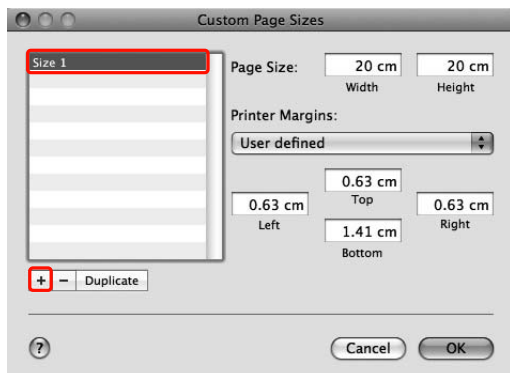 Custom Page Sizes
Size 1
Page Size:
20 cm
20 cm
Width
Height
Printer Margins:
User defined
0.63 cm
Top
0.63 cm
Left
0.63 cm
Right
1.41 cm
Bottom
+ − Duplicate
?
Cancel
OK